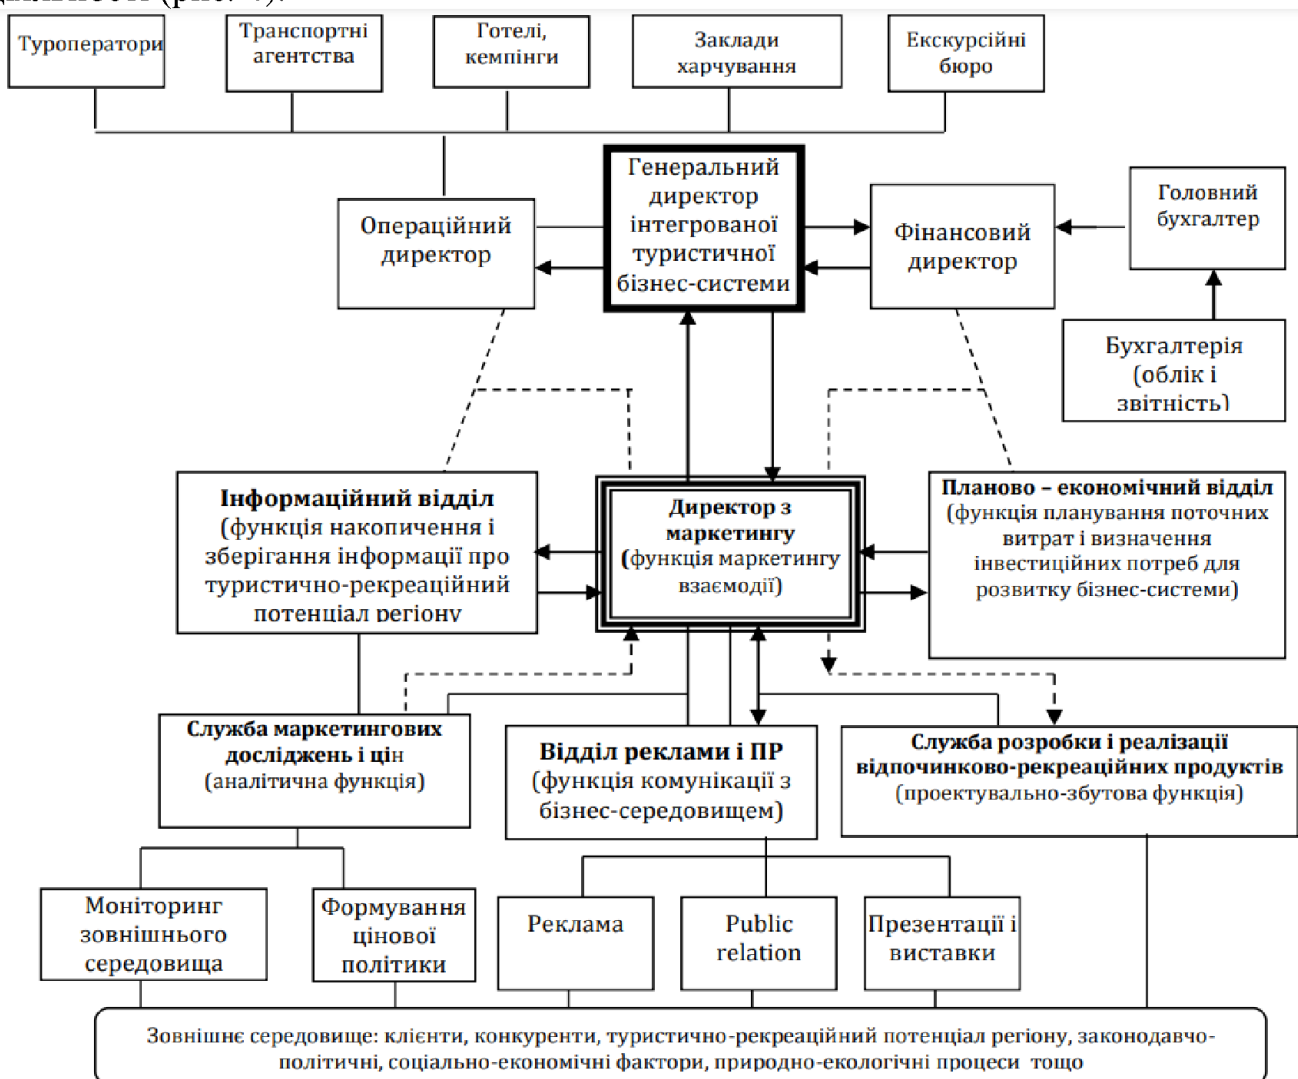 Туроператори
Транспортні
агентства
Готелі,
кемпінги
Заклади
харчування
Екскурсійні
бюро
Генеральний
директор
інтегрованої
туристичної
бізнес-системи
Операційний
директор
Фінансовий
директор
Головний
бухгалтер
Бухгалтерія
(облік і
звітність)
Інформаційний відділ
(функція накопичення і
зберігання інформації про
туристично-рекреаційний
потенціал регіону
Директор з
маркетингу
(функція маркетингу
взаємодії)
Планово – економічний відділ
(функція планування поточних
витрат і визначення
інвестиційних потреб для
розвитку бізнес-системи)
Служба маркетингових
досліджень і цін
(аналітична функція)
Відділ реклами і ПР
(функція комунікації з
бізнес-середовищем)
Служба розробки і реалізації
відпочинково-рекреаційних продуктів
(проектувально-збутова функція)
Моніторинг
зовнішнього
середовища
Формування
цінової
політики
Реклама
Public
relation
Презентації і
виставки
Зовнішнє середовище: клієнти, конкуренти, туристично-рекреаційний потенціал регіону, законодавчо-
політичні, соціально-економічні фактори, природно-екологічні процеси тощо